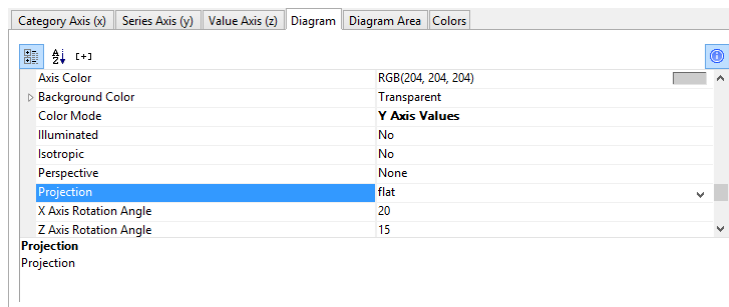 Category Axis (x) Series Axis (y) Value Axis (z) Diagram Diagram Area Colors
A Z [+] i
Axis Color RGB(204, 204, 204)
Background Color Transparent
Color Mode Y Axis Values
Illuminated No
Isotropic No
Perspective None
Projection flat
X Axis Rotation Angle 20
Z Axis Rotation Angle 15
Projection
Projection